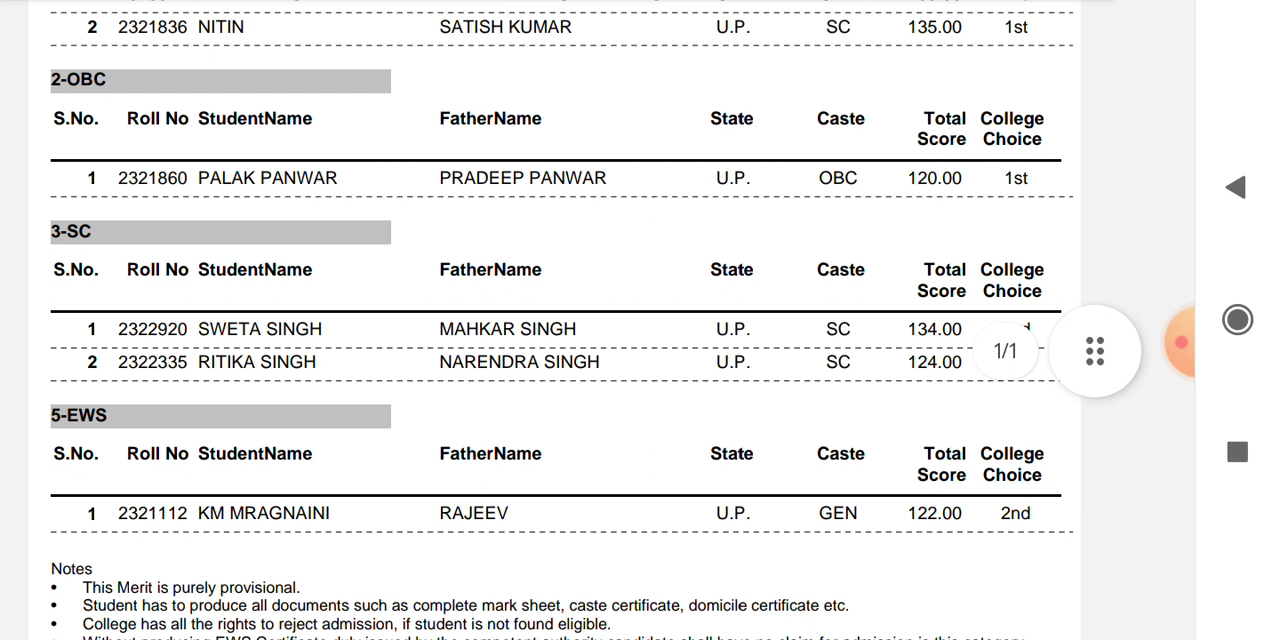 2 2321836 NITIN SATISH KUMAR U.P. SC 135.00 1st
2-OBC
S.No. Roll No StudentName FatherName State Caste Total Score College Choice
1 2321860 PALAK PANWAR PRADEEP PANWAR U.P. OBC 120.00 1st
3-SC
S.No. Roll No StudentName FatherName State Caste Total Score College Choice
1 2322920 SWETA SINGH MAHKAR SINGH U.P. SC 134.00
2 2322335 RITIKA SINGH NARENDRA SINGH U.P. SC 124.00
1/1
5-EWS
S.No. Roll No StudentName FatherName State Caste Total Score College Choice
1 2321112 KM MRAGNAINI RAJEEV U.P. GEN 122.00 2nd
Notes
• This Merit is purely provisional.
• Student has to produce all documents such as complete mark sheet, caste certificate, domicile certificate etc.
• College has all the rights to reject admission, if student is not found eligible.